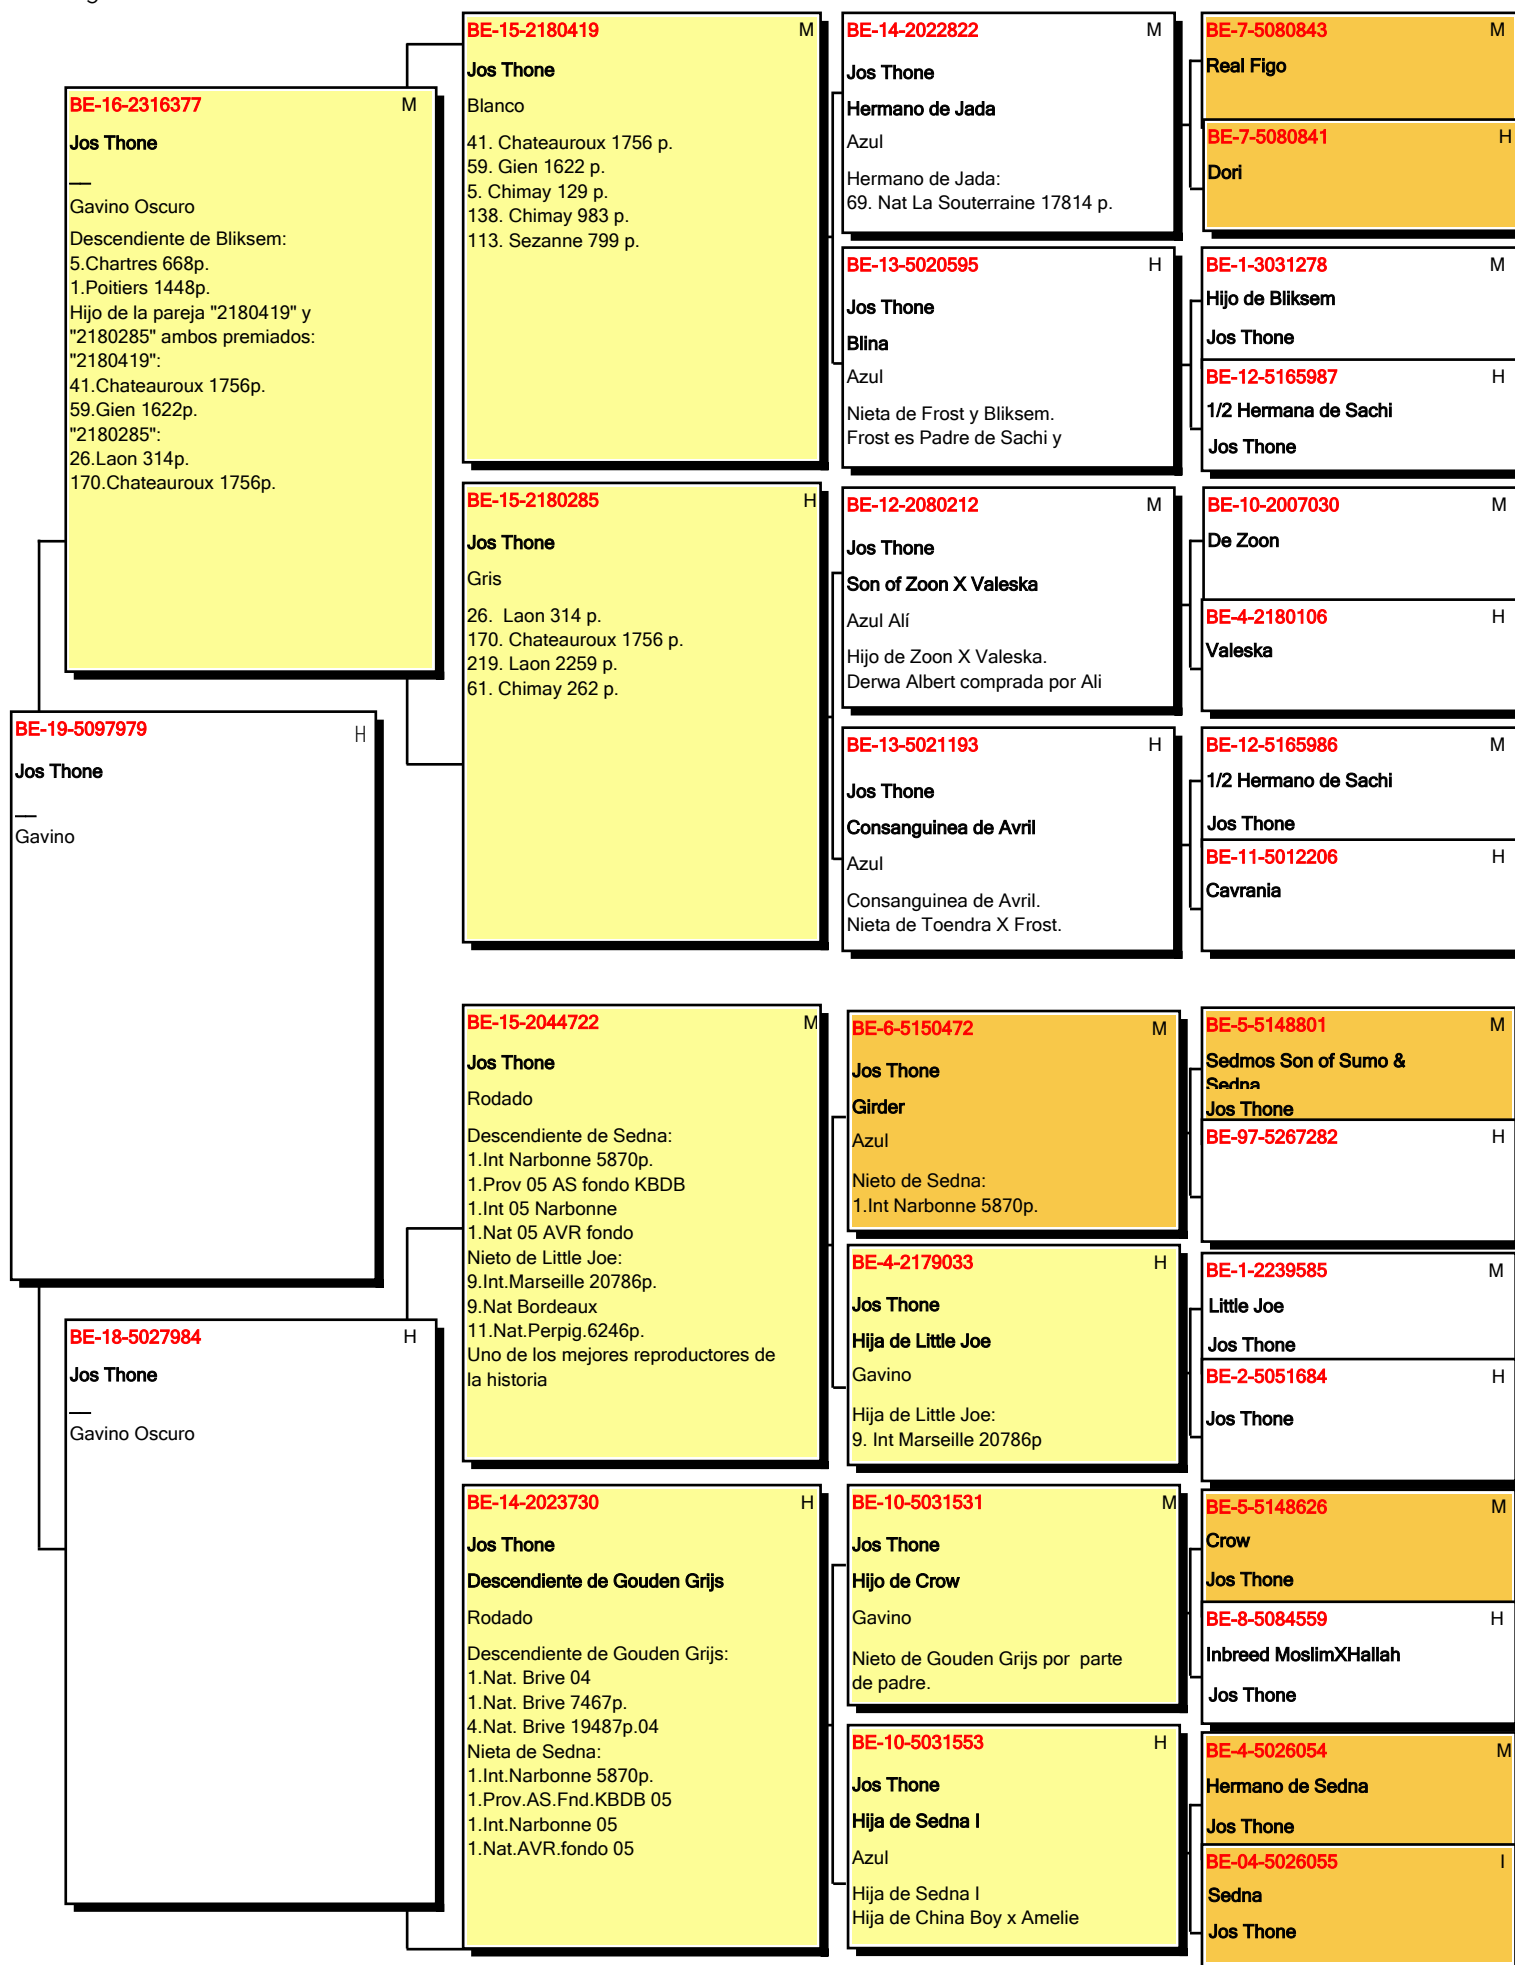 BE-19-5097979 H
Jos Thone
__
Gavino
BE-16-2316377 M
Jos Thone
__
Gavino Oscuro
Descendiente de Bliksem:
5.Chartres 668p.
1.Poitiers 1448p.
Hijo de la pareja "2180419" y
"2180285" ambos premiados:
"2180419":
41.Chateauroux 1756p.
59.Gien 1622p.
"2180285":
26.Laon 314p.
170.Chateauroux 1756p.
BE-18-5027984 H
Jos Thone
__
Gavino Oscuro
BE-15-2180419 M
Jos Thone
Blanco
41. Chateauroux 1756 p.
59. Gien 1622 p.
5. Chimay 129 p.
138. Chimay 983 p.
113. Sezanne 799 p.
BE-15-2180285 H
Jos Thone
Gris
26. Laon 314 p.
170. Chateauroux 1756 p.
219. Laon 2259 p.
61. Chimay 262 p.
BE-15-2044722 M
Jos Thone
Rodado
Descendiente de Sedna:
1.Int Narbonne 5870p.
1.Prov 05 AS fondo KBDB
1.Int 05 Narbonne
1.Nat 05 AVR fondo
Nieto de Little Joe:
9.Int.Marseille 20786p.
9.Nat Bordeaux
11.Nat.Perpig.6246p.
Uno de los mejores reproductores de
la historia
BE-14-2023730 H
Jos Thone
Descendiente de Gouden Grijs
Rodado
Descendiente de Gouden Grijs:
1.Nat. Brive 04
1.Nat. Brive 7467p.
4.Nat. Brive 19487p.04
Nieta de Sedna:
1.Int.Narbonne 5870p.
1.Prov.AS.Fnd.KBDB 05
1.Int.Narbonne 05
1.Nat.AVR.fondo 05
BE-14-2022822 M
Jos Thone
Hermano de Jada
Azul
Hermano de Jada:
69. Nat La Souterraine 17814 p.
BE-13-5020595 H
Jos Thone
Blina
Azul
Nieta de Frost y Bliksem.
Frost es Padre de Sachi y
BE-12-2080212 M
Jos Thone
Son of Zoon X Valeska
Azul Alí
Hijo de Zoon X Valeska.
Derwa Albert comprada por Ali
BE-13-5021193 H
Jos Thone
Consanguinea de Avril
Azul
Consanguinea de Avril.
Nieta de Toendra X Frost.
BE-6-5150472 M
Jos Thone
Girder
Azul
Nieto de Sedna:
1.Int Narbonne 5870p.
BE-4-2179033 H
Jos Thone
Hija de Little Joe
Gavino
Hija de Little Joe:
9. Int Marseille 20786p
BE-10-5031531 M
Jos Thone
Hijo de Crow
Gavino
Nieto de Gouden Grijs por parte
de padre.
BE-10-5031553 H
Jos Thone
Hija de Sedna I
Azul
Hija de Sedna I
Hija de China Boy x Amelie
BE-7-5080843 M
Real Figo
BE-7-5080841 H
Dori
BE-1-3031278 M
Hijo de Bliksem
Jos Thone
BE-12-5165987 H
1/2 Hermana de Sachi
Jos Thone
BE-10-2007030 M
De Zoon
BE-4-2180106 H
Valeska
BE-12-5165986 M
1/2 Hermano de Sachi
Jos Thone
BE-11-5012206 H
Cavrania
BE-5-5148801 M
Sedmos Son of Sumo &
Sedna
Jos Thone
BE-97-5267282 H
BE-1-2239585 M
Little Joe
Jos Thone
BE-2-5051684 H
Jos Thone
BE-5-5148626 M
Crow
Jos Thone
BE-8-5084559 H
Inbreed MoslimXHallah
Jos Thone
BE-4-5026054 M
Hermano de Sedna
Jos Thone
BE-04-5026055 I
Sedna
Jos Thone